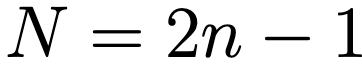 N = 2n − 1